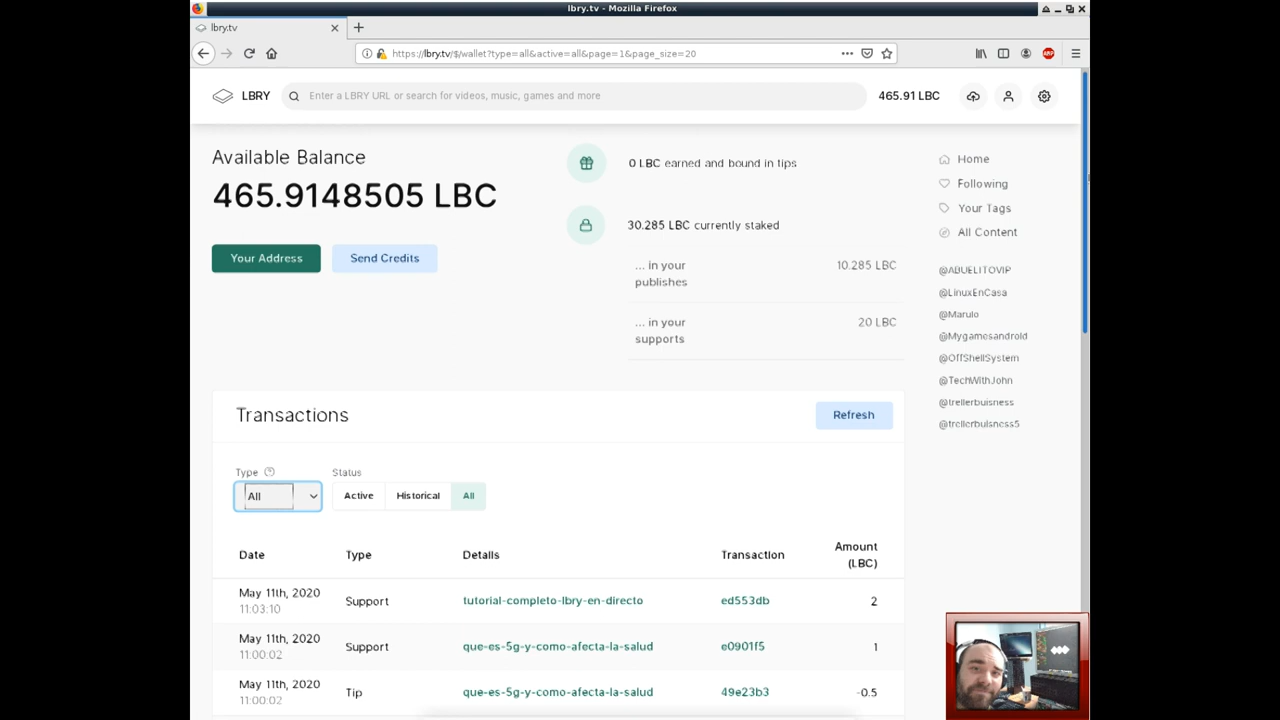 lbry.tv - Mozilla Firefox
lbry.tv
https://lbry.tv/$/wallet?type=all&active=all&page=1&page_size=20
ABP
LBRY
Enter a LBRY URL or search for videos, music, games and more
465.91 LBC
Available Balance
465.9148505 LBC
Your Address
Send Credits
0 LBC earned and bound in tips
30.285 LBC currently staked
... in your
publishes
10.285 LBC
... in your
supports
20 LBC
Home
Following
Your Tags
All Content
@ABUELITOVIP
@LinuxEnCasa
@Marulo
@Mygamesandroid
@OffShellSystem
@TechWithJohn
@trellerbuisness
@trellerbuisness5
Transactions
Refresh
Type
Status
All
Active
Historical
All
Date
Type
Details
Transaction
Amount
(LBC)
May 11th, 2020
11:03:10
Support
tutorial-completo-lbry-en-directo
ed553db
2
May 11th, 2020
11:00:02
Support
que-es-5g-y-como-afecta-la-salud
e0901f5
1
May 11th, 2020
11:00:02
Tip
que-es-5g-y-como-afecta-la-salud
49e23b3
-0.5